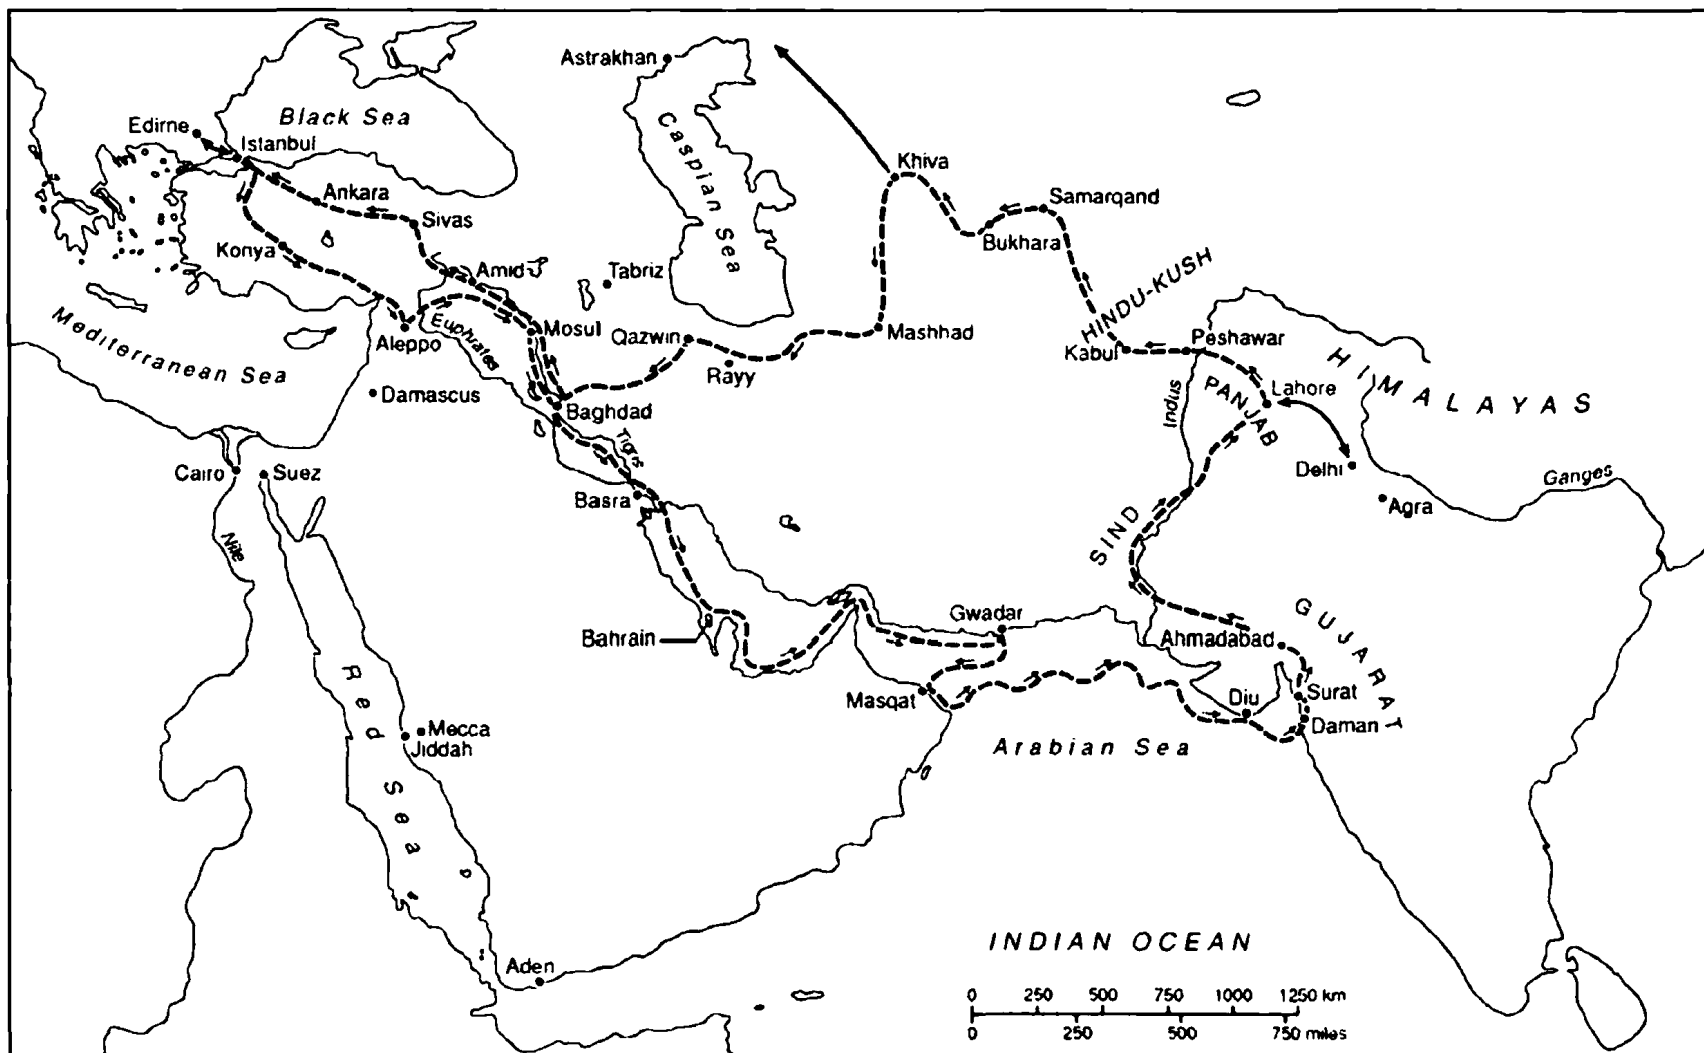 Astrakhan
Black Sea
Edirne
Istanbul
Caspian Sea
Khiva
Ankara
Samarqand
Sivas
Bukhara
Konya
Amid
Tabriz
HINDU-KUSH
Mediterranean Sea
Aleppo
Euphrates
Mosul
Qazwin
Rayy
Mashhad
Kabul
Peshawar
HIMALAYAS
Damascus
Baghdad
Indus
PANJAB
Lahore
Tigris
Cairo
Suez
Basra
Delhi
Ganges
Agra
Nile
SIND
Bahrain
Gwadar
Ahmadabad
GUJARAT
Masqat
Diu
Surat
Daman
Red Sea
Mecca
Jiddah
Arabian Sea
INDIAN OCEAN
Aden
0 250 500 750 1000 1250 km
0 250 500 750 miles